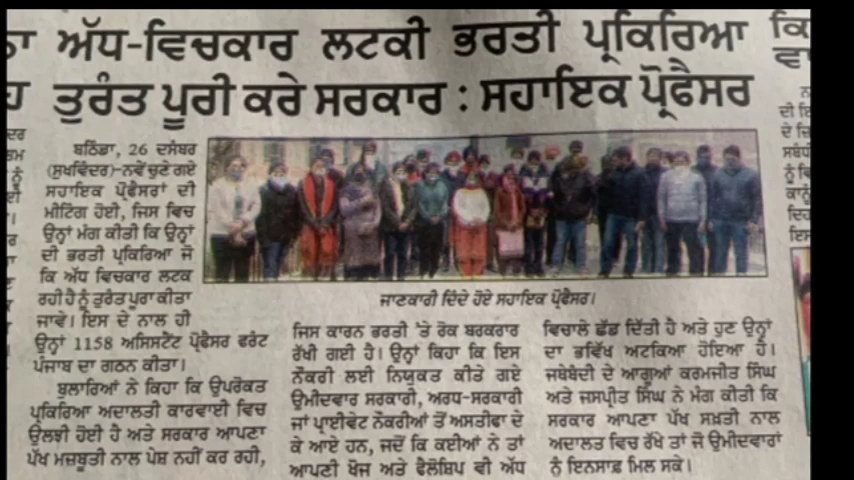 ਅੱਧ-ਵਿਚਕਾਰ ਲਟਕੀ ਭਰਤੀ ਪ੍ਰਕਿਰਿਆ
ਤੁਰੰਤ ਪੂਰੀ ਕਰੇ ਸਰਕਾਰ : ਸਹਾਇਕ ਪ੍ਰੋਫੈਸਰ
ਬਠਿੰਡਾ, 26 ਦਸੰਬਰ
(ਸੁਖਵਿੰਦਰ)-ਨਵੇਂ ਚੁਣੇ ਗਏ
ਸਹਾਇਕ ਪ੍ਰੋਫੈਸਰਾਂ ਦੀ
ਮੀਟਿੰਗ ਹੋਈ, ਜਿਸ ਵਿਚ
ਉਨ੍ਹਾਂ ਮੰਗ ਕੀਤੀ ਕਿ ਉਨ੍ਹਾਂ
ਦੀ ਭਰਤੀ ਪ੍ਰਕਿਰਿਆ ਜੋ
ਕਿ ਅੱਧ ਵਿਚਕਾਰ ਲਟਕ
ਰਹੀ ਹੈ ਨੂੰ ਤੁਰੰਤ ਪੂਰਾ ਕੀਤਾ
ਜਾਵੇ। ਇਸ ਦੇ ਨਾਲ ਹੀ
ਉਨ੍ਹਾਂ 1158 ਅਸਿਸਟੈਂਟ ਪ੍ਰੋਫੈਸਰ ਫਰੰਟ
ਪੰਜਾਬ ਦਾ ਗਠਨ ਕੀਤਾ।
ਬੁਲਾਰਿਆਂ ਨੇ ਕਿਹਾ ਕਿ ਉਪਰੋਕਤ
ਪ੍ਰਕਿਰਿਆ ਅਦਾਲਤੀ ਕਾਰਵਾਈ ਵਿਚ
ਉਲਝੀ ਹੋਈ ਹੈ ਅਤੇ ਸਰਕਾਰ ਆਪਣਾ
ਪੱਖ ਮਜ਼ਬੂਤੀ ਨਾਲ ਪੇਸ਼ ਨਹੀਂ ਕਰ ਰਹੀ,
ਜਾਣਕਾਰੀ ਦਿੰਦੇ ਹੋਏ ਸਹਾਇਕ ਪ੍ਰੋਫੈਸਰ।
ਜਿਸ ਕਾਰਨ ਭਰਤੀ 'ਤੇ ਰੋਕ ਬਰਕਰਾਰ
ਰੱਖੀ ਗਈ ਹੈ। ਉਨ੍ਹਾਂ ਕਿਹਾ ਕਿ ਇਸ
ਨੌਕਰੀ ਲਈ ਨਿਯੁਕਤ ਕੀਤੇ ਗਏ
ਉਮੀਦਵਾਰ ਸਰਕਾਰੀ, ਅਰਧ-ਸਰਕਾਰੀ
ਜਾਂ ਪ੍ਰਾਈਵੇਟ ਨੌਕਰੀਆਂ ਤੋਂ ਅਸਤੀਫਾ ਦੇ
ਕੇ ਆਏ ਹਨ, ਜਦੋਂ ਕਿ ਕਈਆਂ ਨੇ ਤਾਂ
ਆਪਣੀ ਖੋਜ ਅਤੇ ਫੈਲੋਸ਼ਿਪ ਵੀ ਅੱਧ
ਵਿਚਾਲੇ ਛੱਡ ਦਿੱਤੀ ਹੈ ਅਤੇ ਹੁਣ ਉਨ੍ਹਾਂ
ਦਾ ਭਵਿੱਖ ਅਟਕਿਆ ਹੋਇਆ ਹੈ।
ਜਥੇਬੰਦੀ ਦੇ ਆਗੂਆਂ ਕਰਮਜੀਤ ਸਿੰਘ
ਅਤੇ ਜਸਪ੍ਰੀਤ ਸਿੰਘ ਨੇ ਮੰਗ ਕੀਤੀ ਕਿ
ਸਰਕਾਰ ਆਪਣਾ ਪੱਖ ਸਖ਼ਤੀ ਨਾਲ
ਅਦਾਲਤ ਵਿਚ ਰੱਖੇ ਤਾਂ ਜੋ ਉਮੀਦਵਾਰਾਂ
ਨੂੰ ਇਨਸਾਫ਼ ਮਿਲ ਸਕੇ।